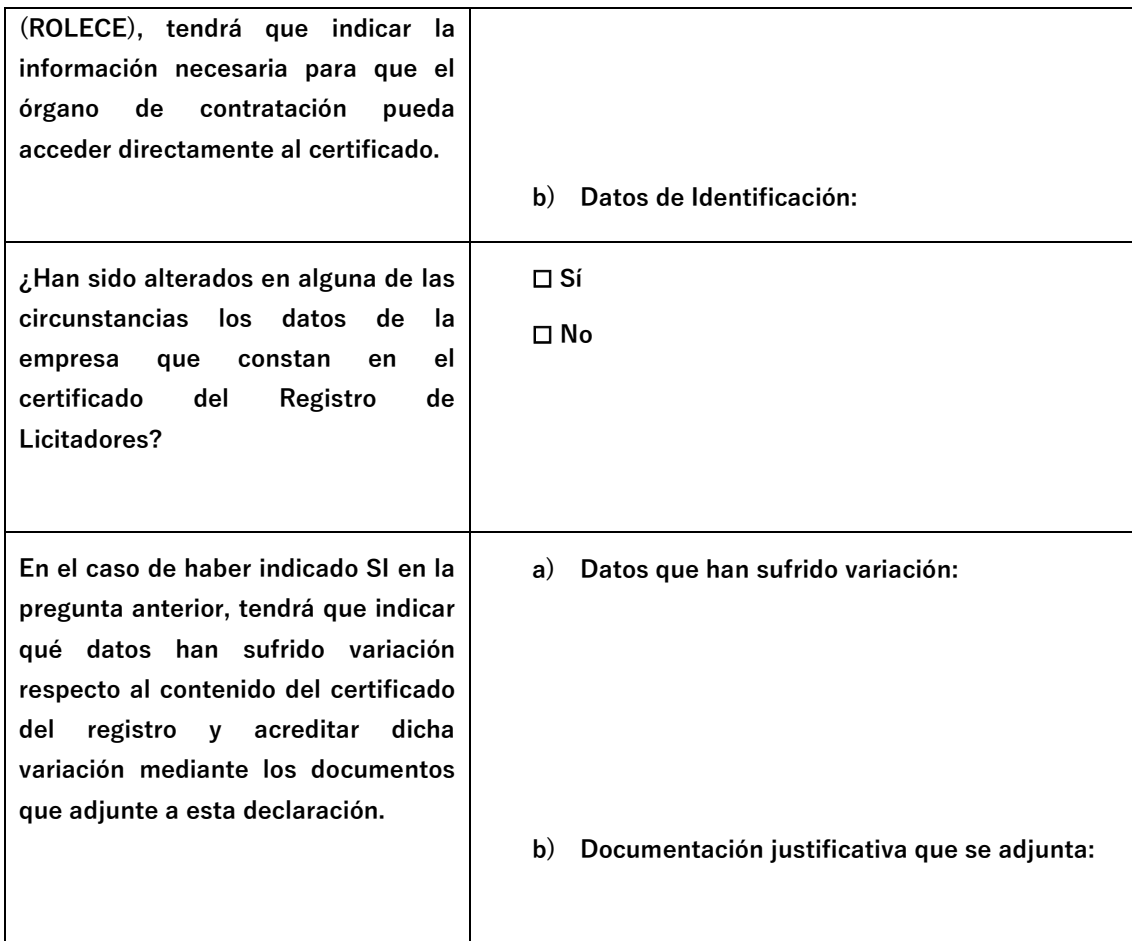 (ROLECE), tendrá que indicar la
información necesaria para que el
órgano de contratación pueda
acceder directamente al certificado.
b) Datos de Identificación:
¿Han sido alterados en alguna de las
circunstancias los datos de la
empresa que constan en el
certificado del Registro de
Licitadores?
☐ Sí
☐ No
En el caso de haber indicado SI en la
pregunta anterior, tendrá que indicar
qué datos han sufrido variación
respecto al contenido del certificado
del registro y acreditar dicha
variación mediante los documentos
que adjunte a esta declaración.
a) Datos que han sufrido variación:
b) Documentación justificativa que se adjunta: